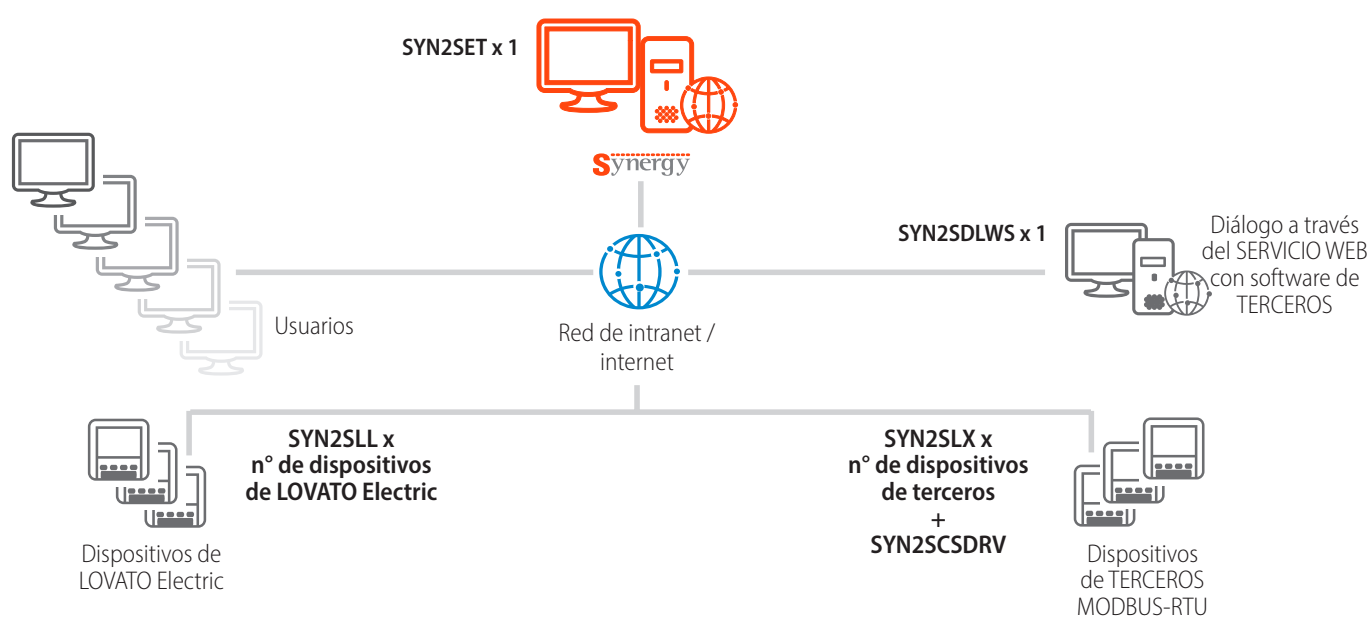 SYN2SET x 1
Synergy
SYN2SDLWS x 1
Diálogo a través
del SERVICIO WEB
con software de
TERCEROS
Usuarios
Red de intranet /
internet
SYN2SLL x
n° de dispositivos
de LOVATO Electric
SYN2SLX x
n° de dispositivos
de terceros
+
SYN2SCSDRV
Dispositivos de
LOVATO Electric
Dispositivos
de TERCEROS
MODBUS-RTU